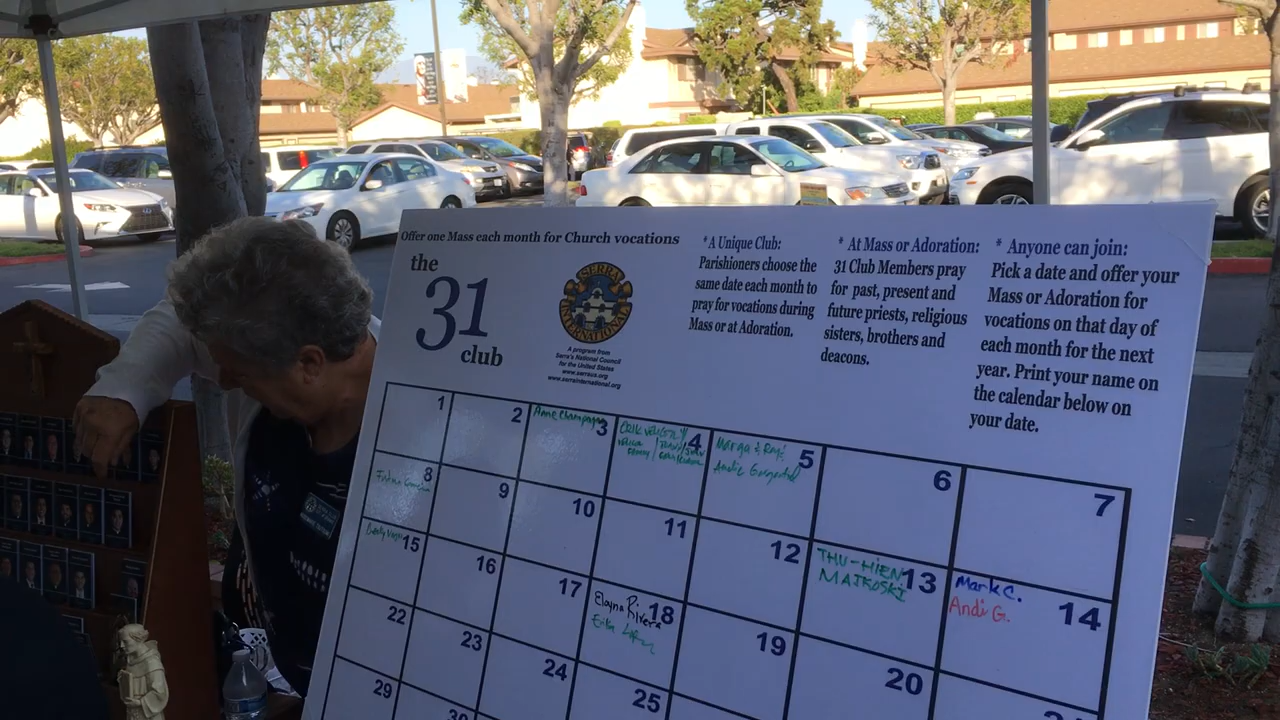 Offer one Mass each month for Church vocations
the
31
club
SERRA
INTERNATIONAL
A program from
Serra's National Council
for the United States
www.serraus.org
www.serrainternational.org
* A Unique Club:
Parishioners choose the
same date each month to
pray for vocations during
Mass or at Adoration.
* At Mass or Adoration:
31 Club Members pray
for past, present and
future priests, religious
sisters, brothers and
deacons.
* Anyone can join:
Pick a date and offer your
Mass or Adoration for
vocations on that day of
each month for the next
year. Print your name on
the calendar below on
your date.
1
2
Anne Champagne 3
4
Marga & Ray
5
6
7
8
9
10
11
12
THU-HIEN
MAJKOSKI
13
Mark C.
Andi G.
14
15
16
17
Elayna Rivera
18
19
20
22
23
24
25
29
30